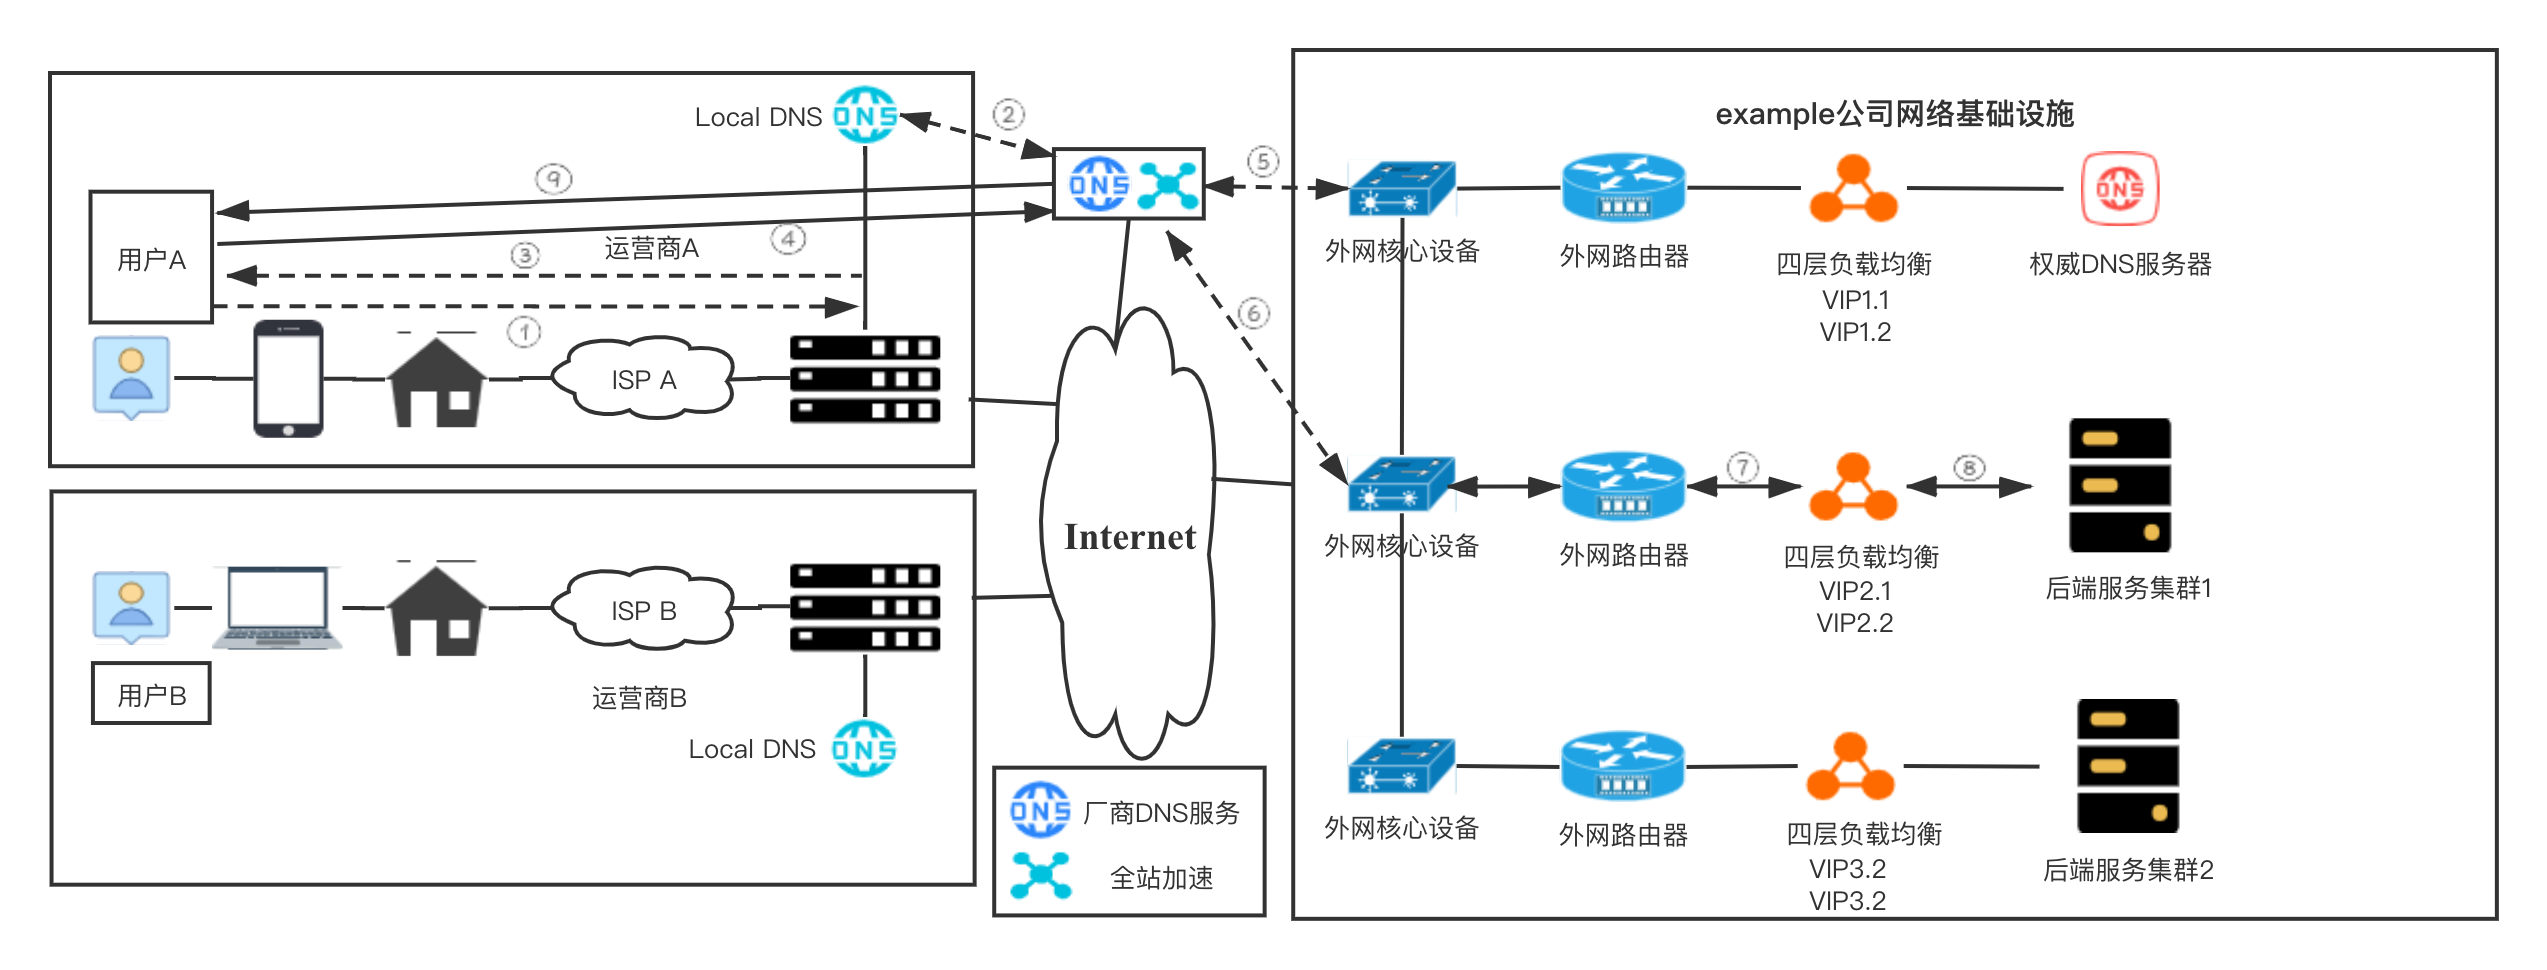 Local DNS
DNS
②
⑨
用户A
运营商A
④
③
①
ISP A
DNS
⑤
⑥
example公司网络基础设施
外网核心设备
外网路由器
四层负载均衡
VIP1.1
VIP1.2
DNS
权威DNS服务器
⑦
⑧
外网核心设备
外网路由器
四层负载均衡
VIP2.1
VIP2.2
后端服务集群1
Internet
ISP B
用户B
运营商B
Local DNS
DNS
DNS
厂商DNS服务
全站加速
外网核心设备
外网路由器
四层负载均衡
VIP3.2
VIP3.2
后端服务集群2